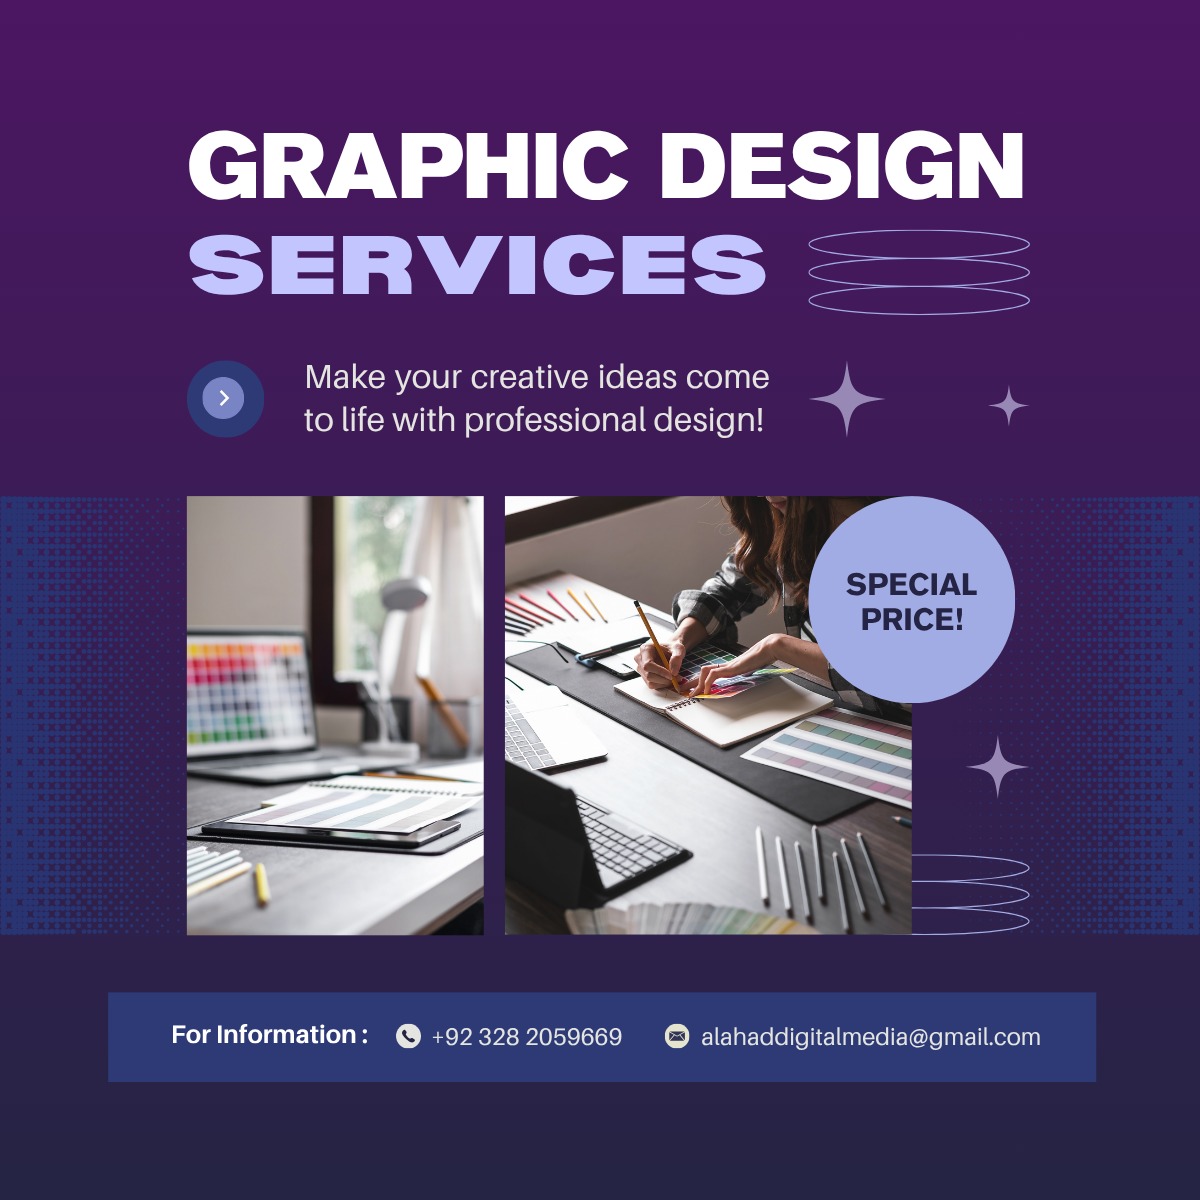 GRAPHIC DESIGN
SERVICES
Make your creative ideas come
to life with professional design!
SPECIAL
PRICE!
For Information :
+92 328 2059669
alahaddigitalmedia@gmail.com